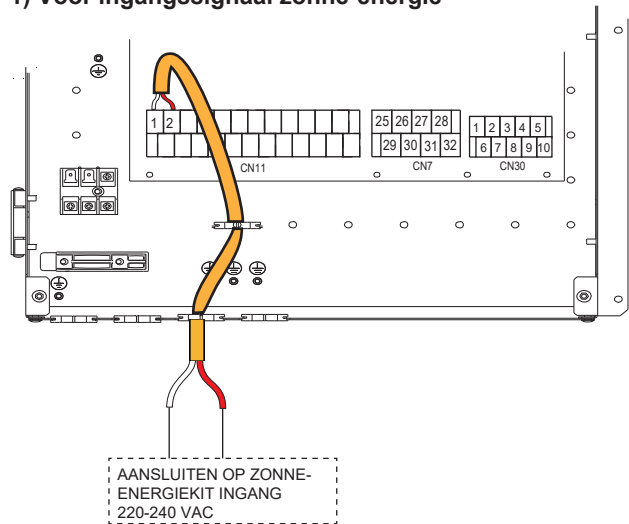 1) Voor ingangssignaal zonne-energie
1 2
25 26 27 28
29 30 31 32
1 2 3 4 5
6 7 8 9 10
CN11
CN7
CN30
AANSLUITEN OP ZONNE-
ENERGIEKIT INGANG
220-240 VAC